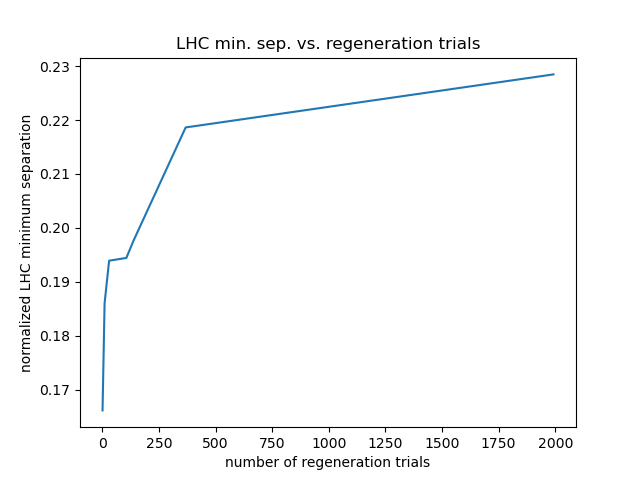 LHC min. sep. vs. regeneration trials
normalized LHC minimum separation
0.23
0.22
0.21
0.20
0.19
0.18
0.17
0 250 500 750 1000 1250 1500 1750 2000
number of regeneration trials